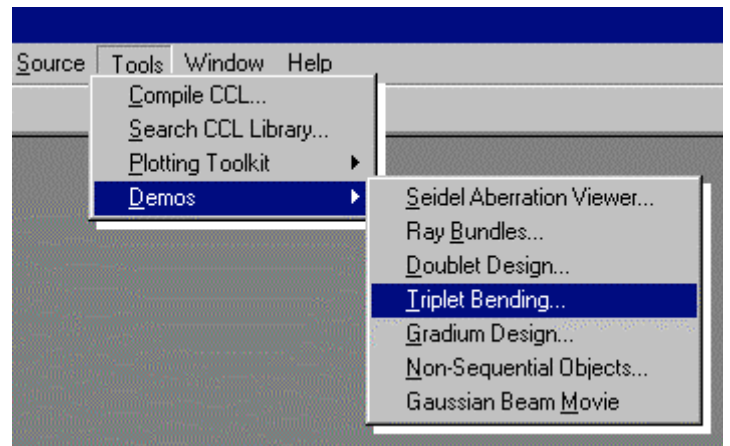 Source Tools Window Help
Compile CCL...
Search CCL Library...
Plotting Toolkit
Demos
Seidel Aberration Viewer...
Ray Bundles...
Doublet Design...
Triplet Bending...
Gradium Design...
Non-Sequential Objects...
Gaussian Beam Movie